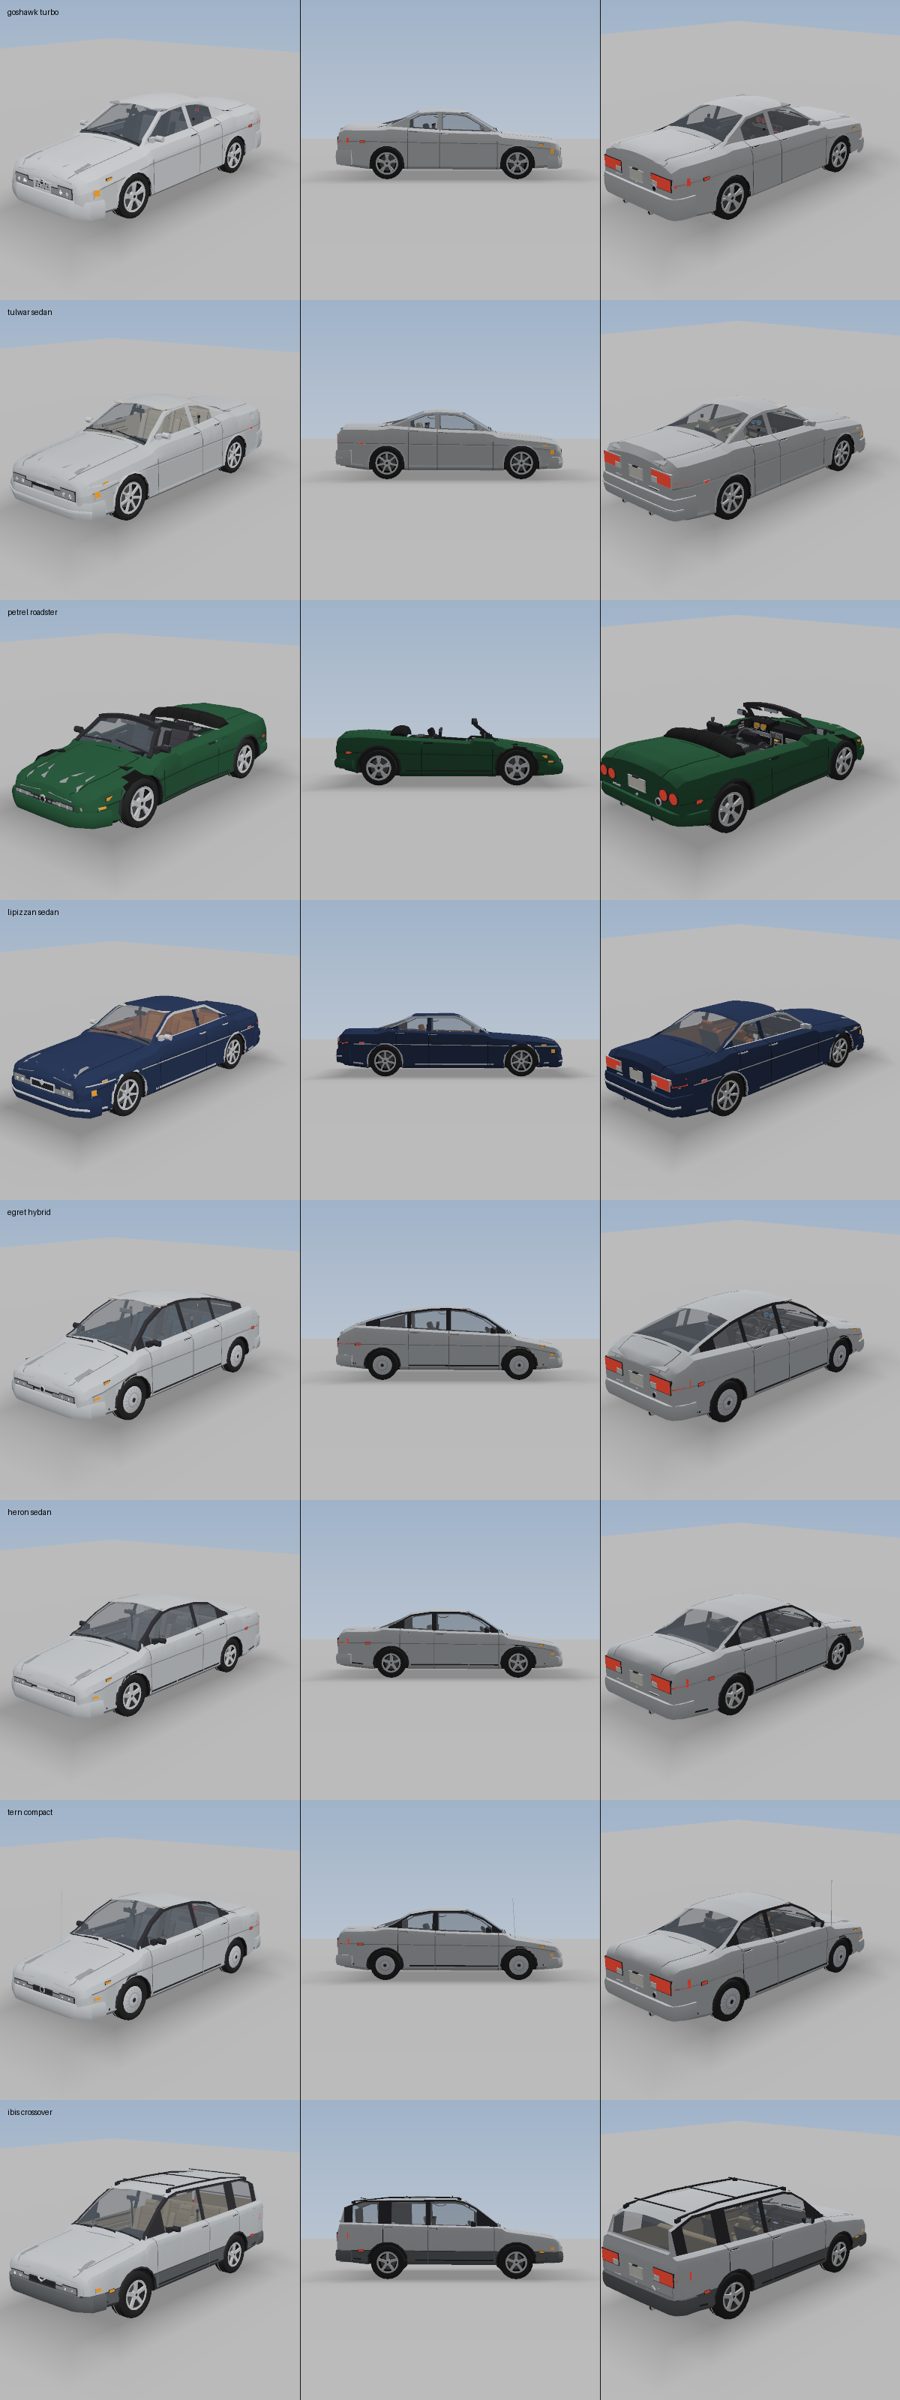 goshawk turbo
tulwar sedan
petrel roadster
lipizzan sedan
egret hybrid
heron sedan
tern compact
ibis crossover